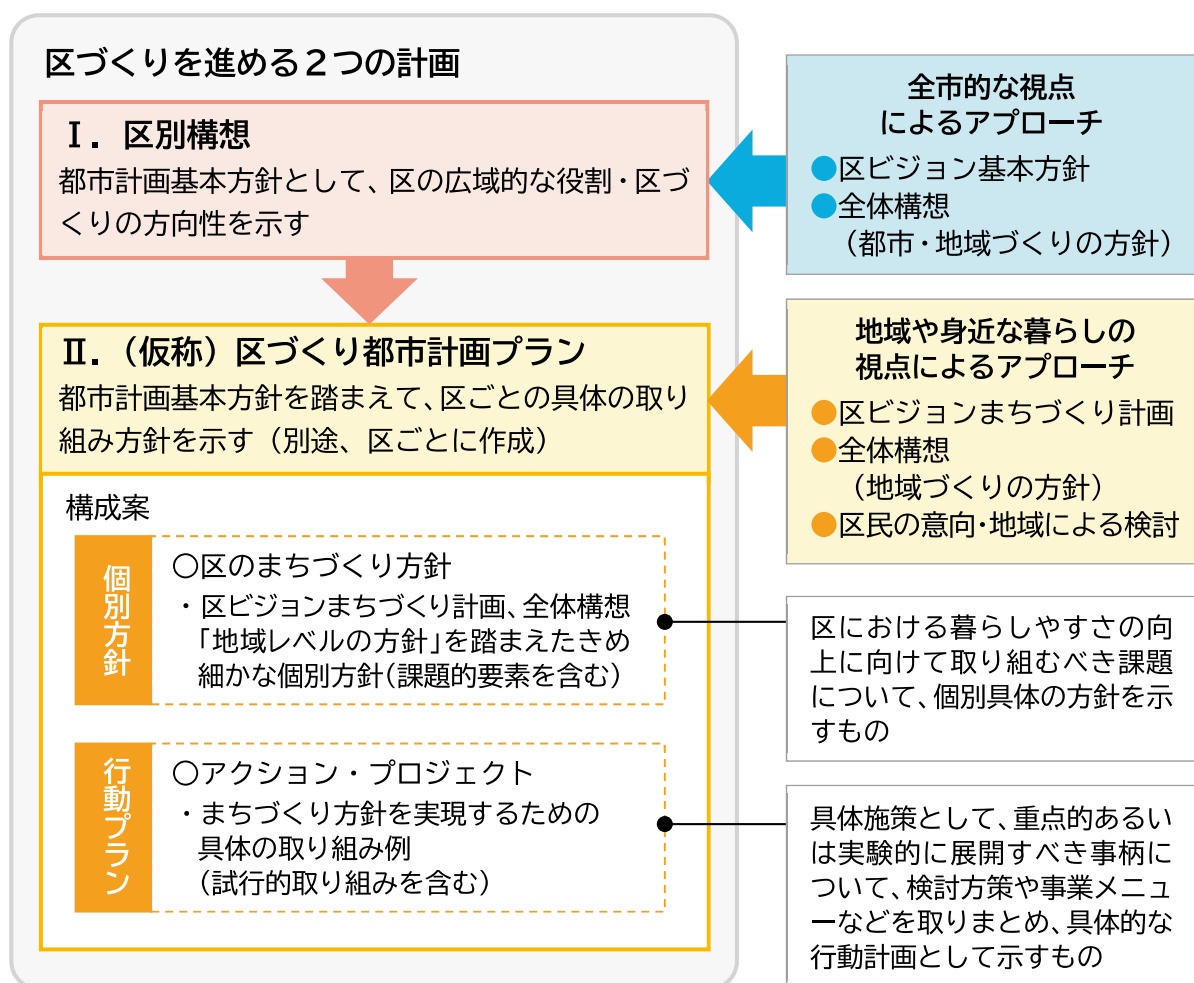 区づくりを進める２つの計画
Ⅰ．区別構想
都市計画基本方針として、区の広域的な役割・区づ
くりの方向性を示す
全市的な視点
によるアプローチ
●区ビジョン基本方針
●全体構想
（都市・地域づくりの方針）
Ⅱ．（仮称）区づくり都市計画プラン
都市計画基本方針を踏まえて、区ごとの具体の取り
組み方針を示す（別途、区ごとに作成）
地域や身近な暮らしの
視点によるアプローチ
●区ビジョンまちづくり計画
●全体構想
（地域づくりの方針）
●区民の意向・地域による検討
構成案
個別方針
〇区のまちづくり方針
・区ビジョンまちづくり計画、全体構想
「地域レベルの方針」を踏まえたきめ
細かな個別方針（課題的要素を含む）
区における暮らしやすさの向
上に向けて取り組むべき課題
について、個別具体の方針を示
すもの
行動プラン
〇アクション・プロジェクト
・まちづくり方針を実現するための
具体の取り組み例
（試行的取り組みを含む）
具体施策として、重点的あるい
は実験的に展開すべき事柄に
ついて、検討方策や事業メニュ
ーなどを取りまとめ、具体的な
行動計画として示すもの